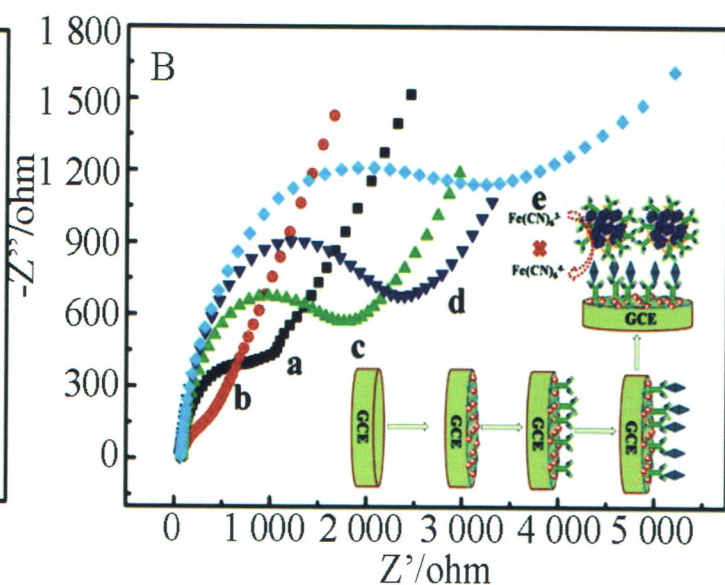 1 800
B
1 500
1 200
900
600
300
0
-Z''/ohm
e
Fe(CN)₆³⁻
Fe(CN)₆⁴⁻
GCE
d
c
a
b
GCE
GCE
GCE
GCE
0 1 000 2 000 3 000 4 000 5 000
Z'/ohm